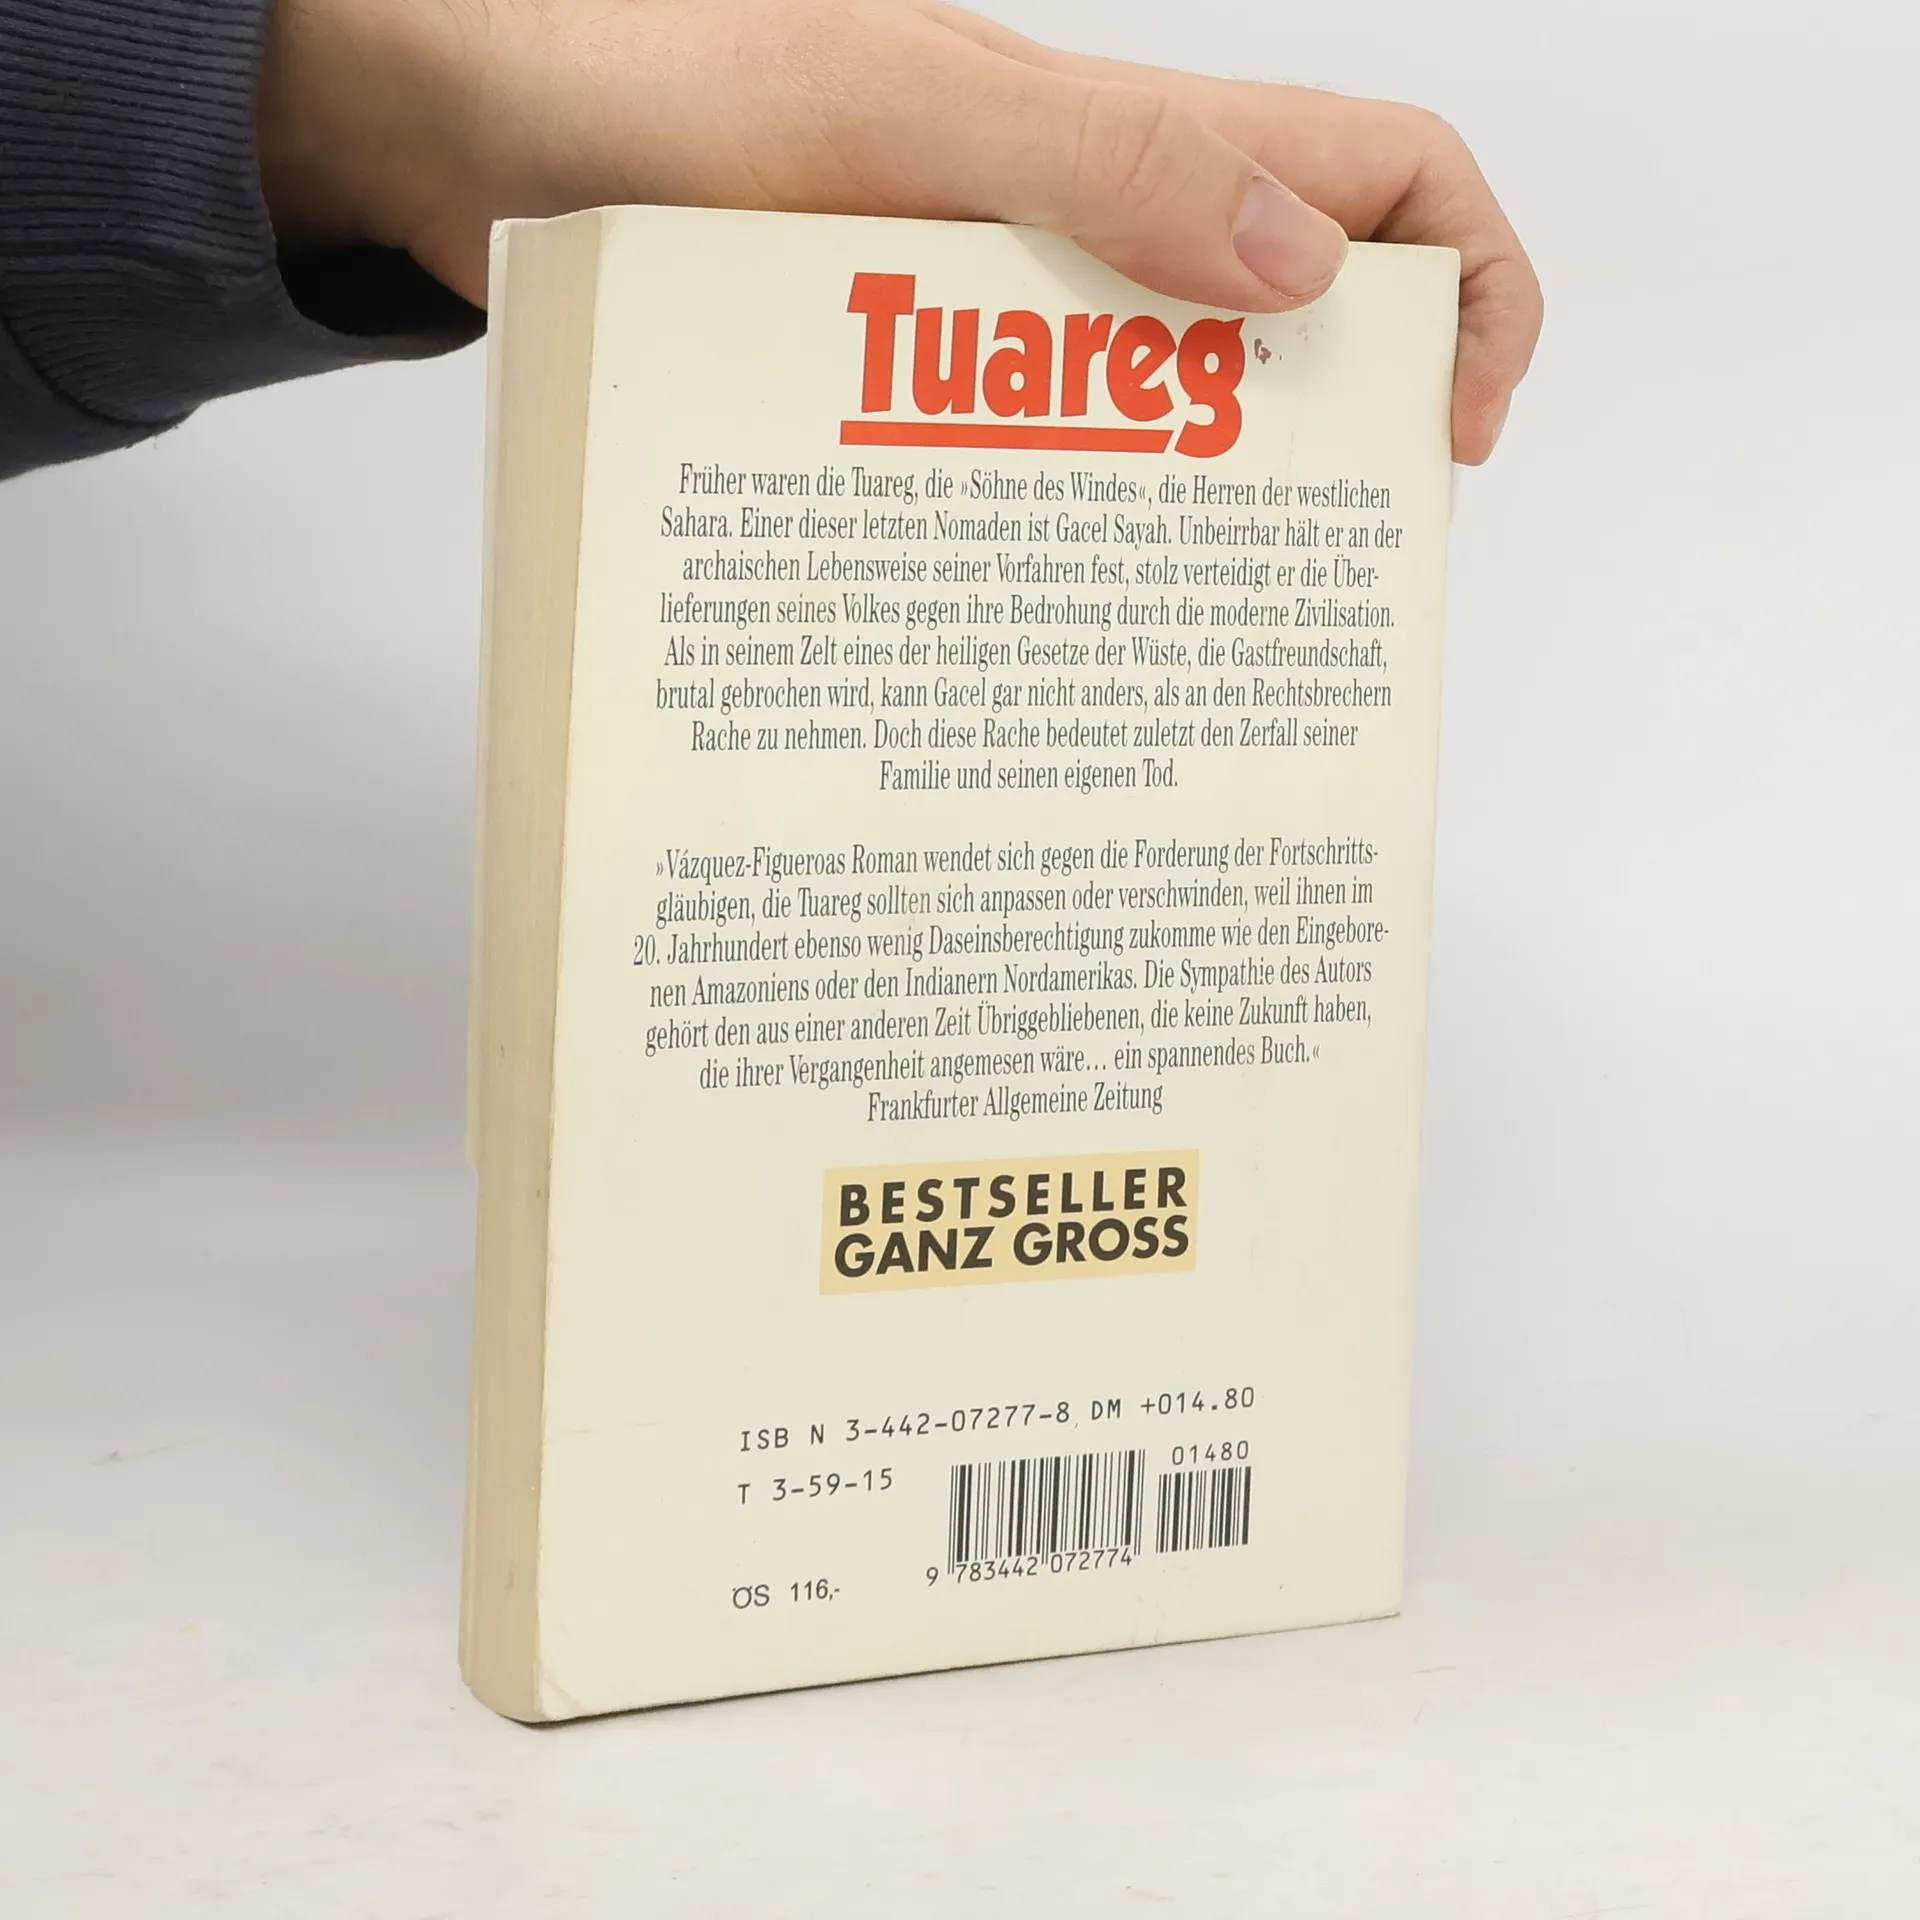 Tuareg
Früher waren die Tuareg, die »Söhne des Windes«, die Herren der westlichen
Sahara. Einer dieser letzten Nomaden ist Gacel Sayah. Unbeirrbar hält er an der
archaischen Lebensweise seiner Vorfahren fest, stolz verteidigt er die Über-
lieferungen seines Volkes gegen ihre Bedrohung durch die moderne Zivilisation.
Als in seinem Zelt eines der heiligen Gesetze der Wüste, die Gastfreundschaft,
brutal gebrochen wird, kann Gacel gar nicht anders, als an den Rechtsbrechern
Rache zu nehmen. Doch diese Rache bedeutet zuletzt den Zerfall seiner
Familie und seinen eigenen Tod.
»Vázquez-Figueroas Roman wendet sich gegen die Forderung der Fortschritts-
gläubigen, die Tuareg sollten sich anpassen oder verschwinden, weil ihnen im
20. Jahrhundert ebenso wenig Daseinsberechtigung zukomme wie den Eingebore-
nen Amazoniens oder den Indianern Nordamerikas. Die Sympathie des Autors
gehört den aus einer anderen Zeit Übriggebliebenen, die keine Zukunft haben,
die ihrer Vergangenheit angemesen wäre... ein spannendes Buch.«
Frankfurter Allgemeine Zeitung
BESTSELLER
GANZ GROSS
ISB N 3-442-07277-8, DM +014.80
T 3-59-15
01480
9 783442 072774
ÖS 116,-